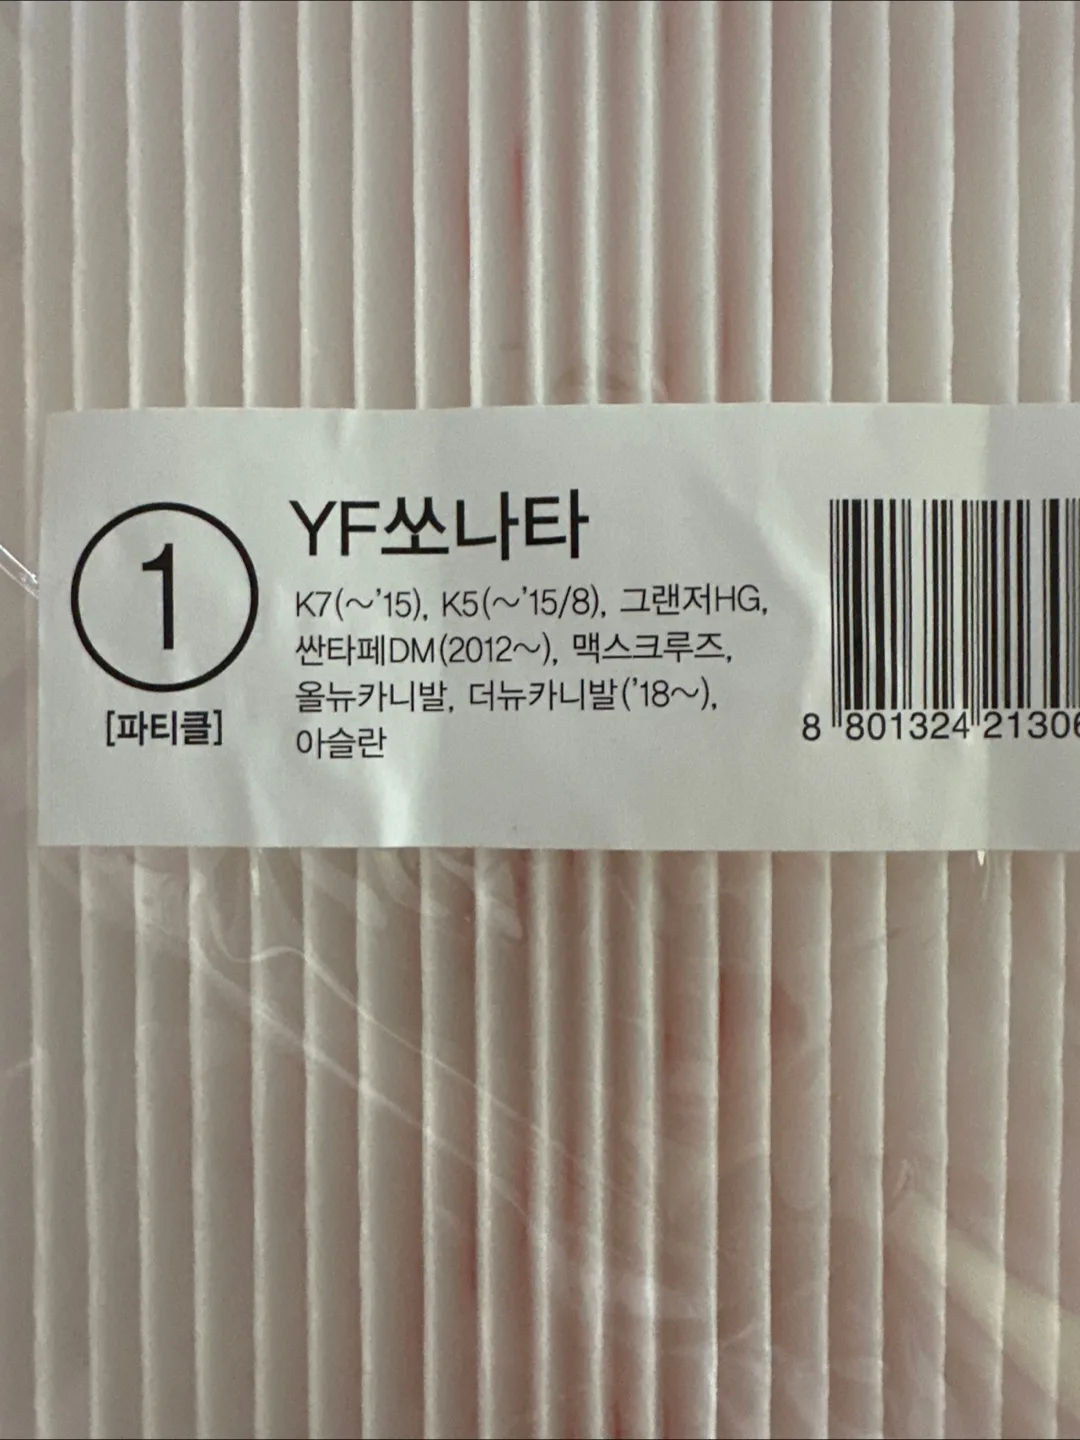 1
[파티클]
YF쏘나타
K7(~'15), K5(~'15/8), 그랜저HG,
싼타페DM(2012~), 맥스크루즈,
올뉴카니발, 더뉴카니발('18~),
아슬란
8 801324 21306